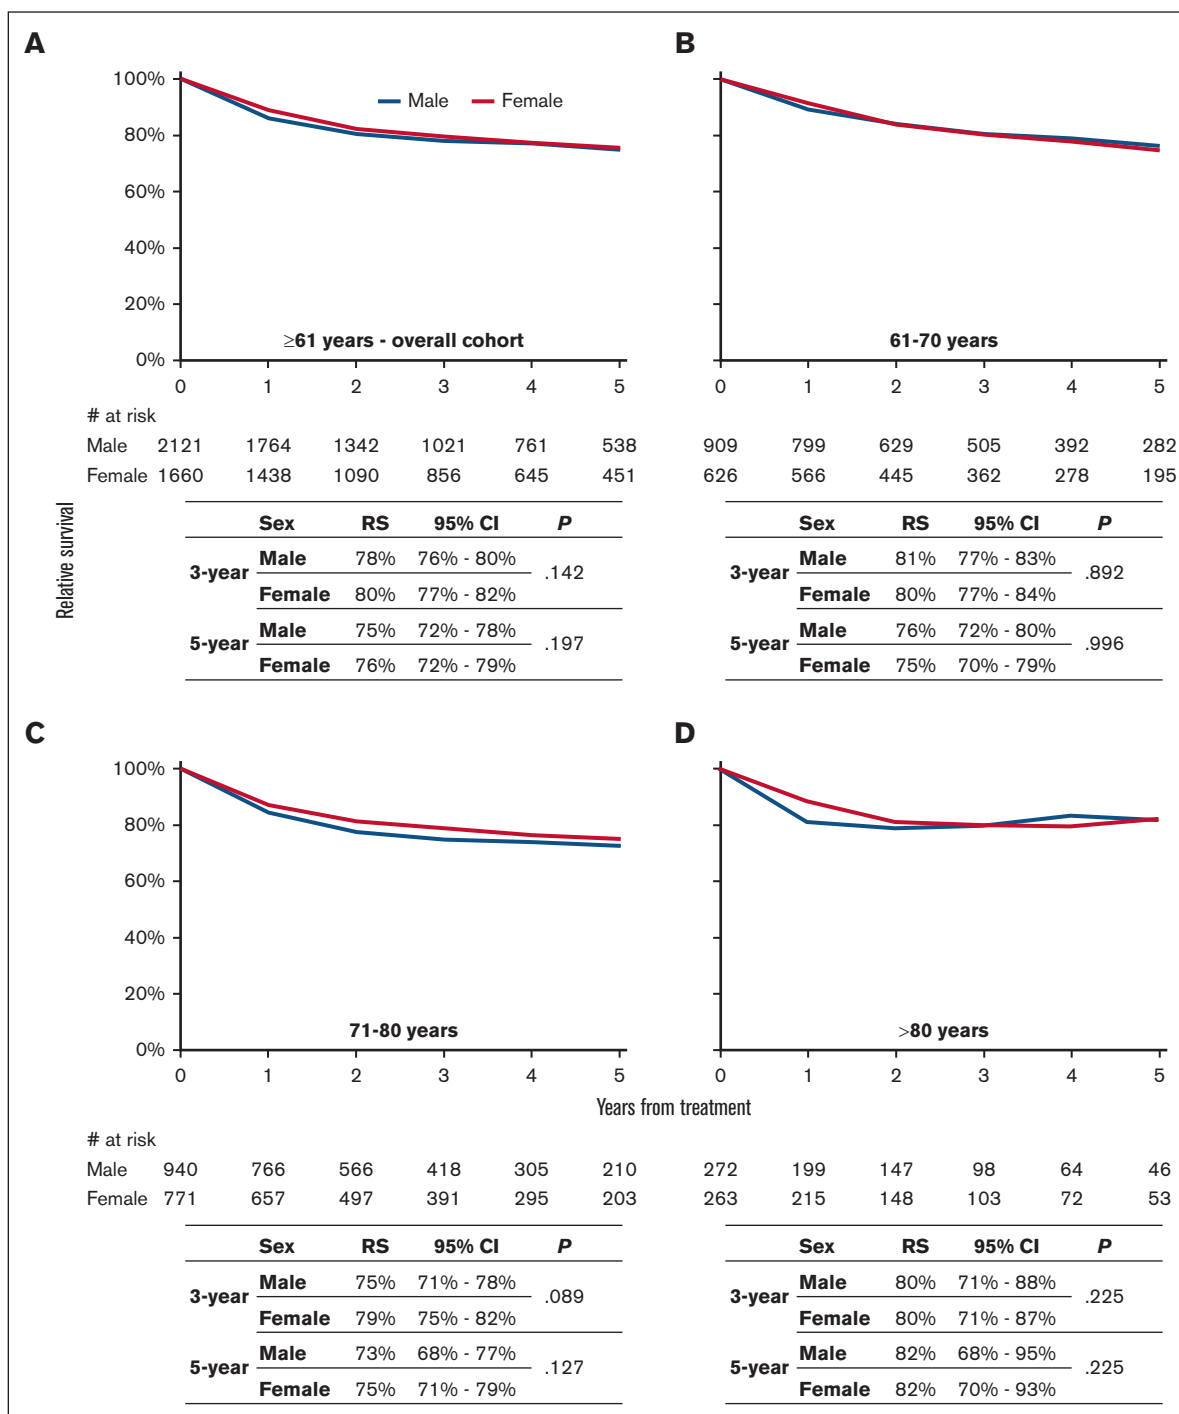 A
B
100%
80%
60%
40%
20%
0%
Male Female
≥61 years - overall cohort
61-70 years
0 1 2 3 4 5
0 1 2 3 4 5
# at risk
Male 2121 1764 1342 1021 761 538 909 799 629 505 392 282
Female 1660 1438 1090 856 645 451 626 566 445 362 278 195
Relative survival
Sex RS 95% CI P
3-year Male 78% 76% - 80% .142
Female 80% 77% - 82%
5-year Male 75% 72% - 78% .197
Female 76% 72% - 79%
Sex RS 95% CI P
3-year Male 81% 77% - 83% .892
Female 80% 77% - 84%
5-year Male 76% 72% - 80% .996
Female 75% 70% - 79%
C
D
100%
80%
60%
40%
20%
0%
71-80 years
>80 years
0 1 2 3 4 5
0 1 2 3 4 5
Years from treatment
# at risk
Male 940 766 566 418 305 210 272 199 147 98 64 46
Female 771 657 497 391 295 203 263 215 148 103 72 53
Sex RS 95% CI P
3-year Male 75% 71% - 78% .089
Female 79% 75% - 82%
5-year Male 73% 68% - 77% .127
Female 75% 71% - 79%
Sex RS 95% CI P
3-year Male 80% 71% - 88% .225
Female 80% 71% - 87%
5-year Male 82% 68% - 95% .225
Female 82% 70% - 93%